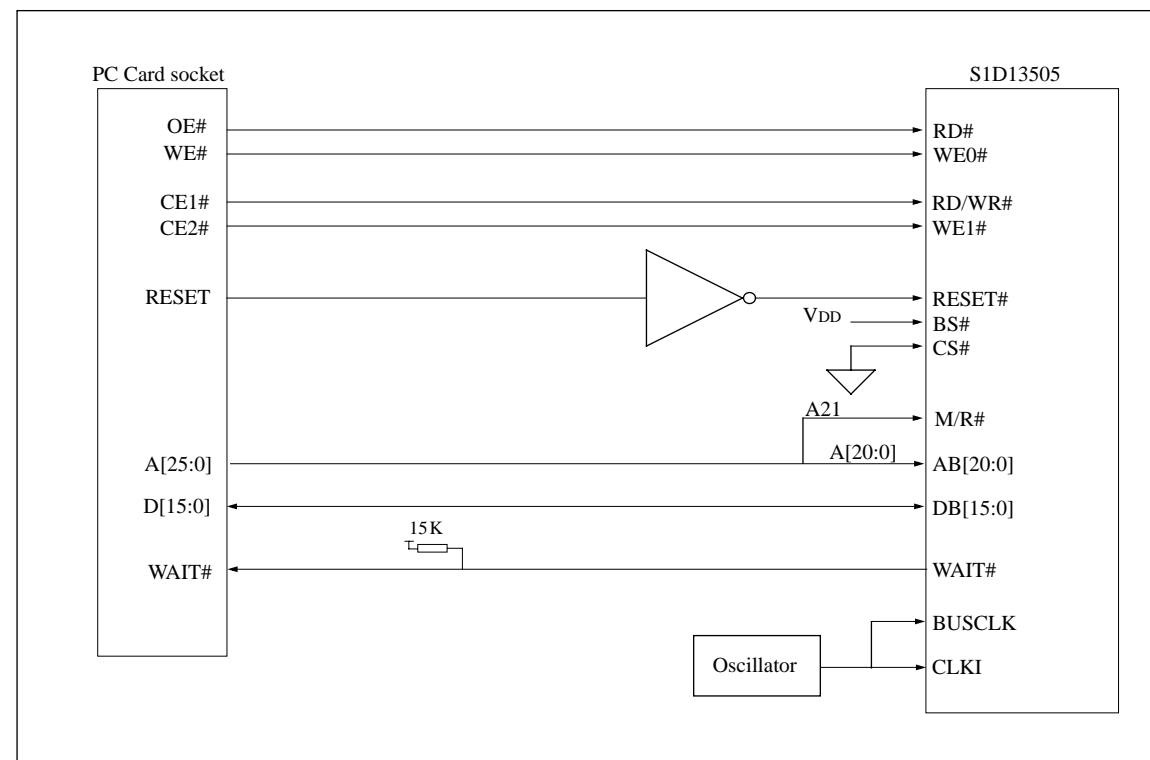 PC Card socket
S1D13505
OE#
RD#
WE#
WE0#
CE1#
RD/WR#
CE2#
WE1#
RESET
RESET#
VDD
BS#
CS#
A21
M/R#
A[25:0]
A[20:0]
AB[20:0]
D[15:0]
DB[15:0]
15K
WAIT#
WAIT#
BUSCLK
Oscillator
CLKI